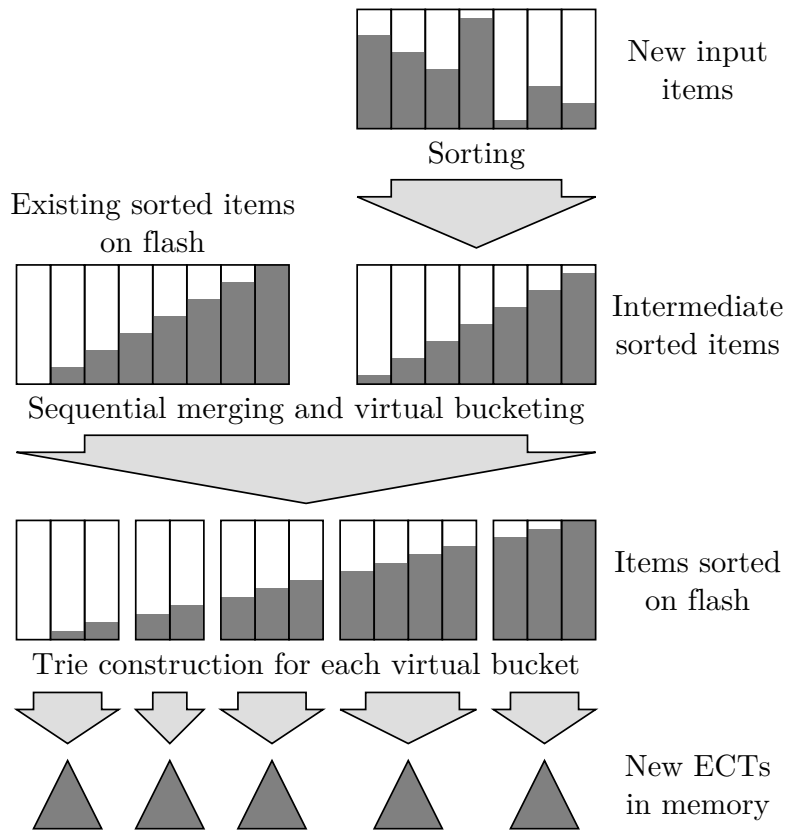 New input
items
Sorting
Existing sorted items
on flash
Intermediate
sorted items
Sequential merging and virtual bucketing
Items sorted
on flash
Trie construction for each virtual bucket
New ECTs
in memory